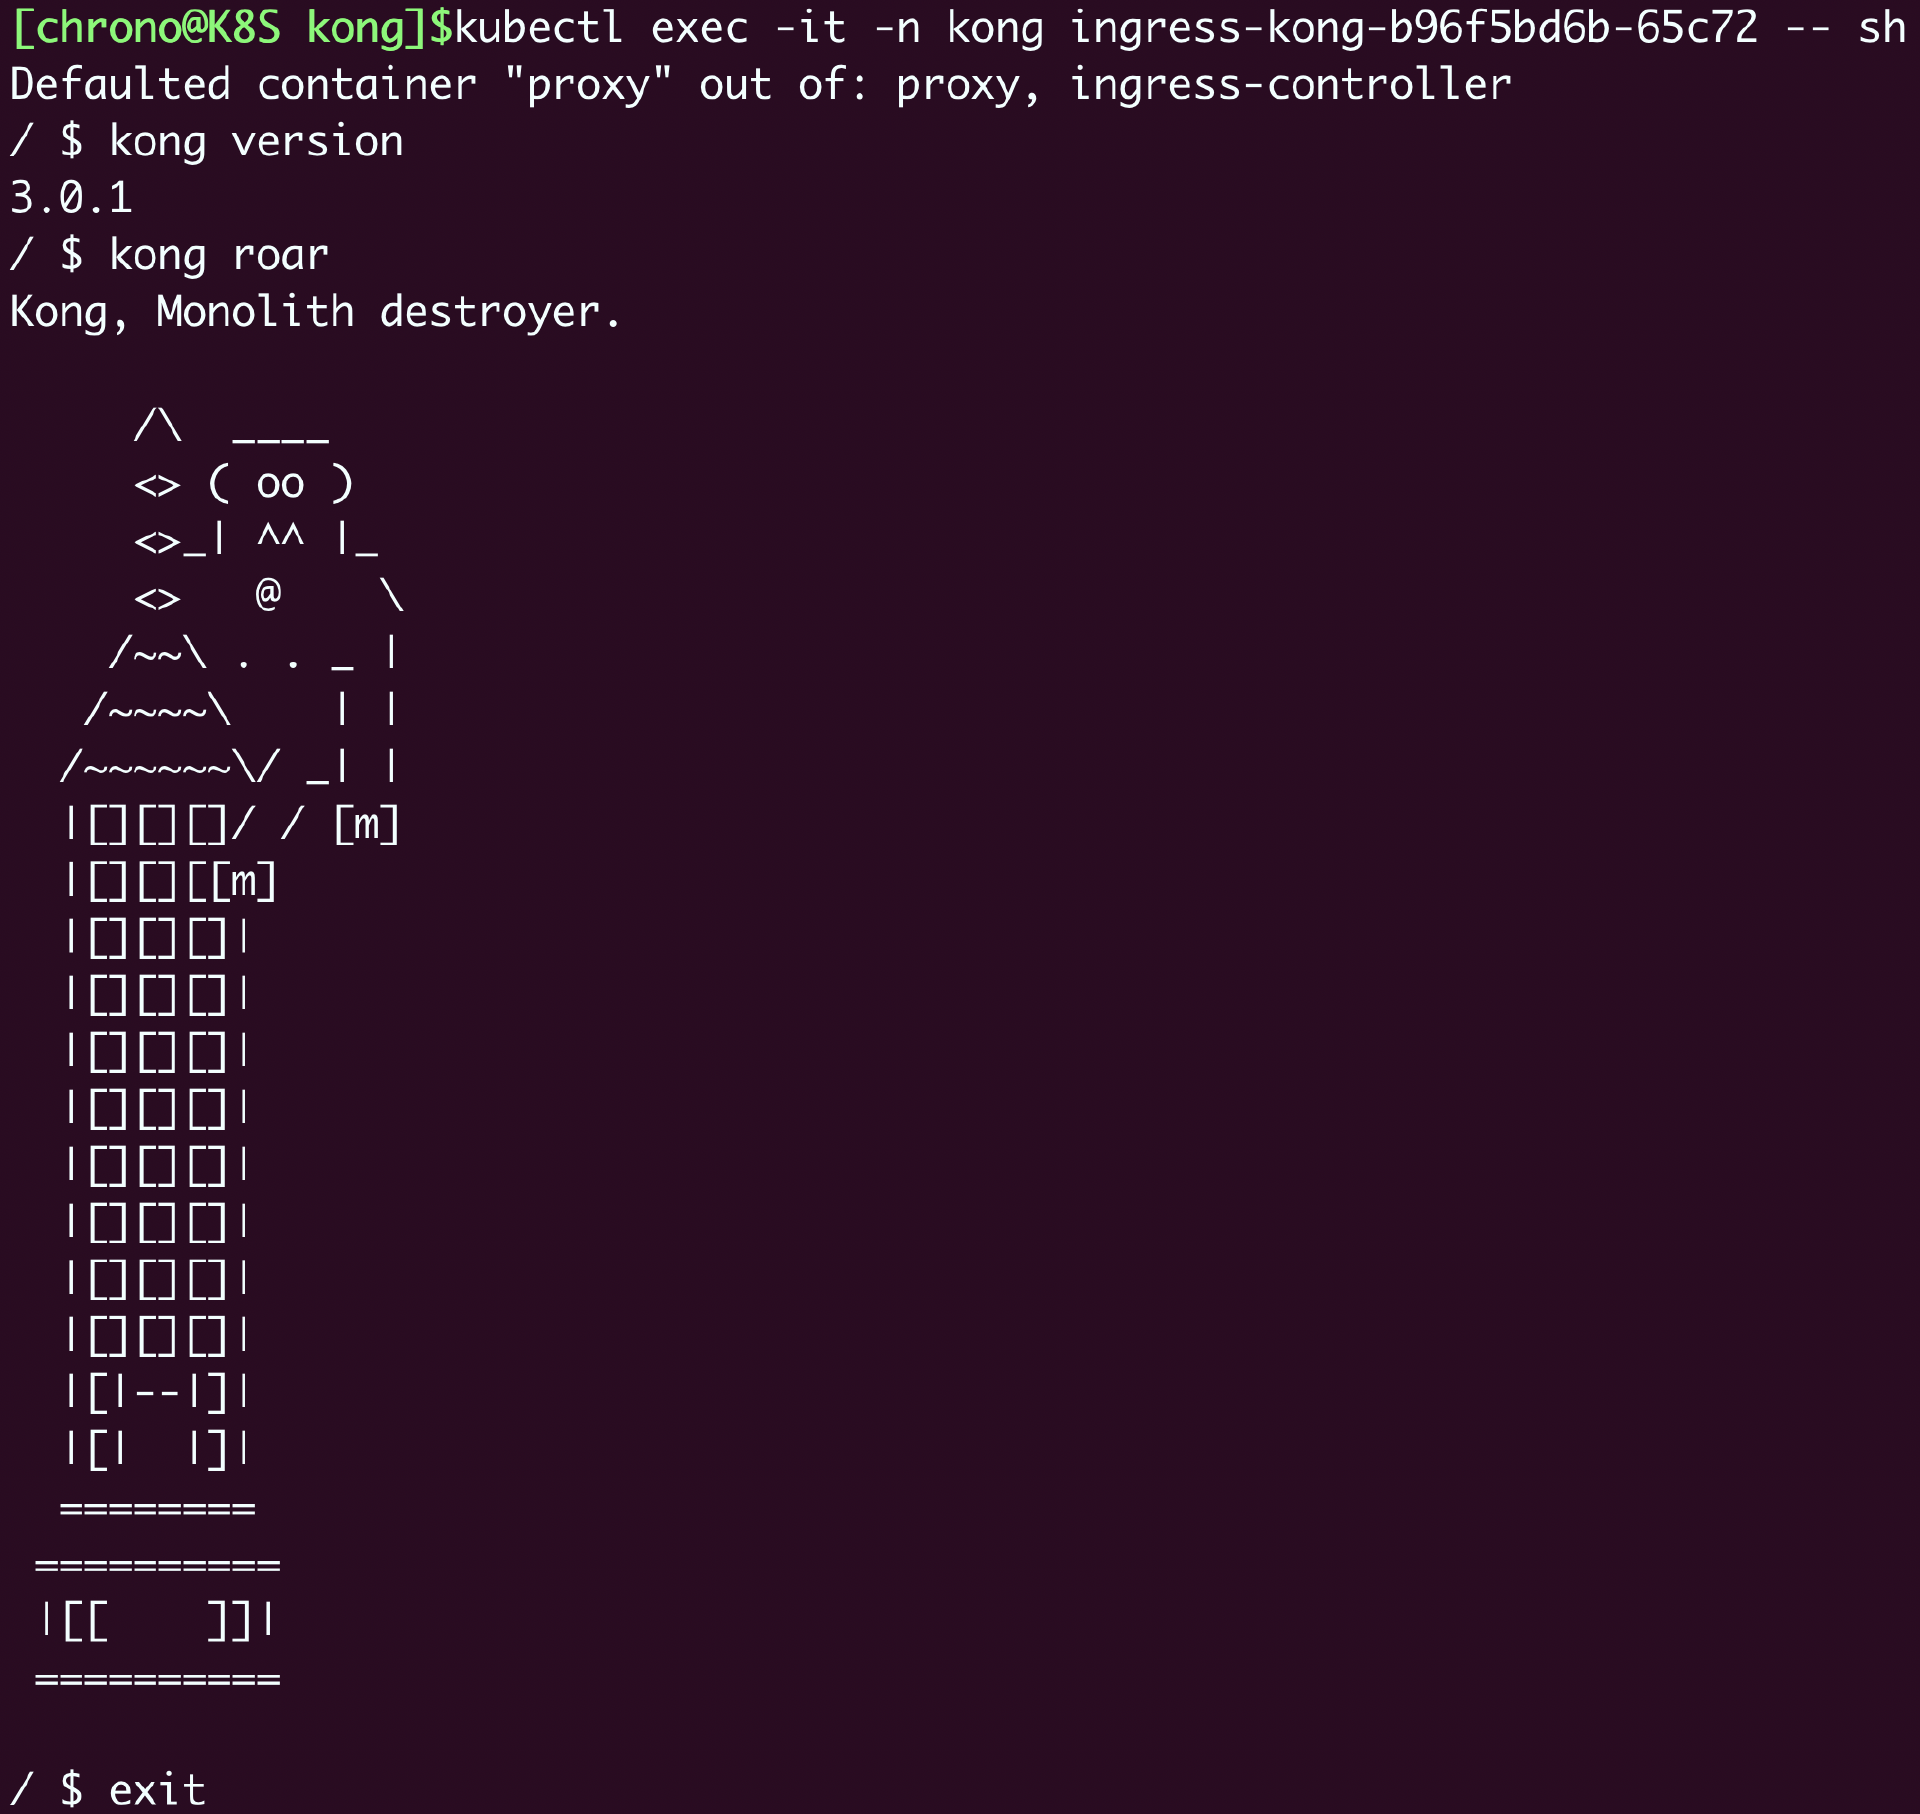 [chrono@K8S kong]$kubectl exec -it -n kong ingress-kong-b96f5bd6b-65c72 -- sh
Defaulted container "proxy" out of: proxy, ingress-controller
/ $ kong version
3.0.1
/ $ kong roar
Kong, Monolith destroyer.

     /\  ____
     <> ( oo )
     <>_| ^^ |_
     <>   @    \
    /~~\ . . _ |
   /~~~~\    | |
  /~~~~~~\/ _| |
  |[][][]/ / [m]
  |[][][[m]
  |[][][]|
  |[][][]|
  |[][][]|
  |[][][]|
  |[][][]|
  |[][][]|
  |[][][]|
  |[][][]|
  |[|--|]|
  |[|  |]|
  ========
 ==========
 |[[    ]]|
 ==========

/ $ exit